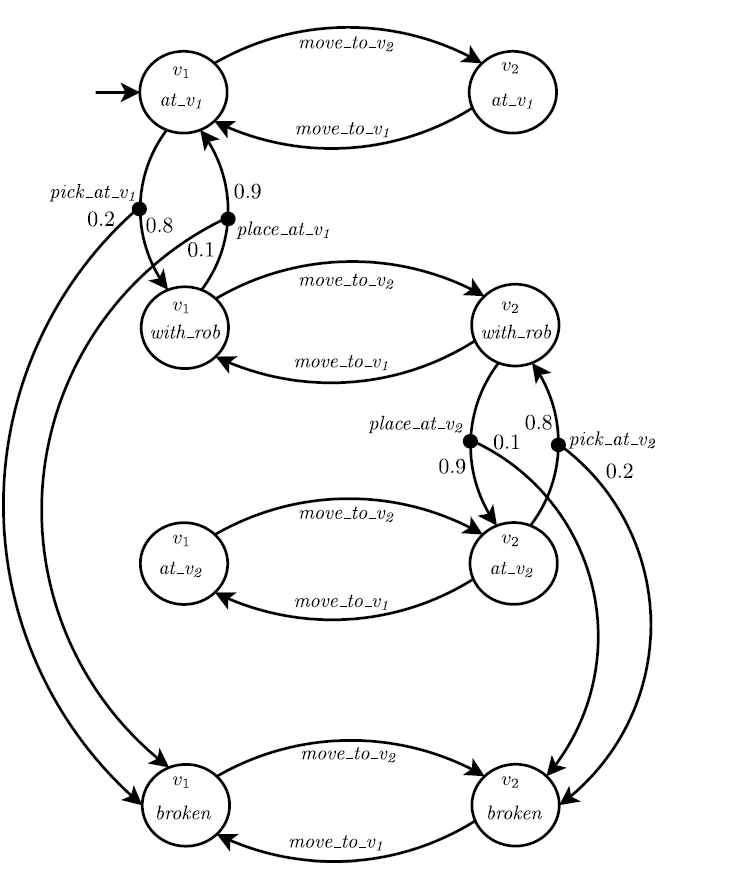 move_to_v2
v1
at_v1
v2
at_v1
move_to_v1
pick_at_v1
0.2
0.8
0.9
place_at_v1
0.1
move_to_v2
v1
with_rob
v2
with_rob
move_to_v1
place_at_v2
0.9
0.1
0.8
pick_at_v2
0.2
move_to_v2
v1
at_v2
v2
at_v2
move_to_v1
move_to_v2
v1
broken
v2
broken
move_to_v1